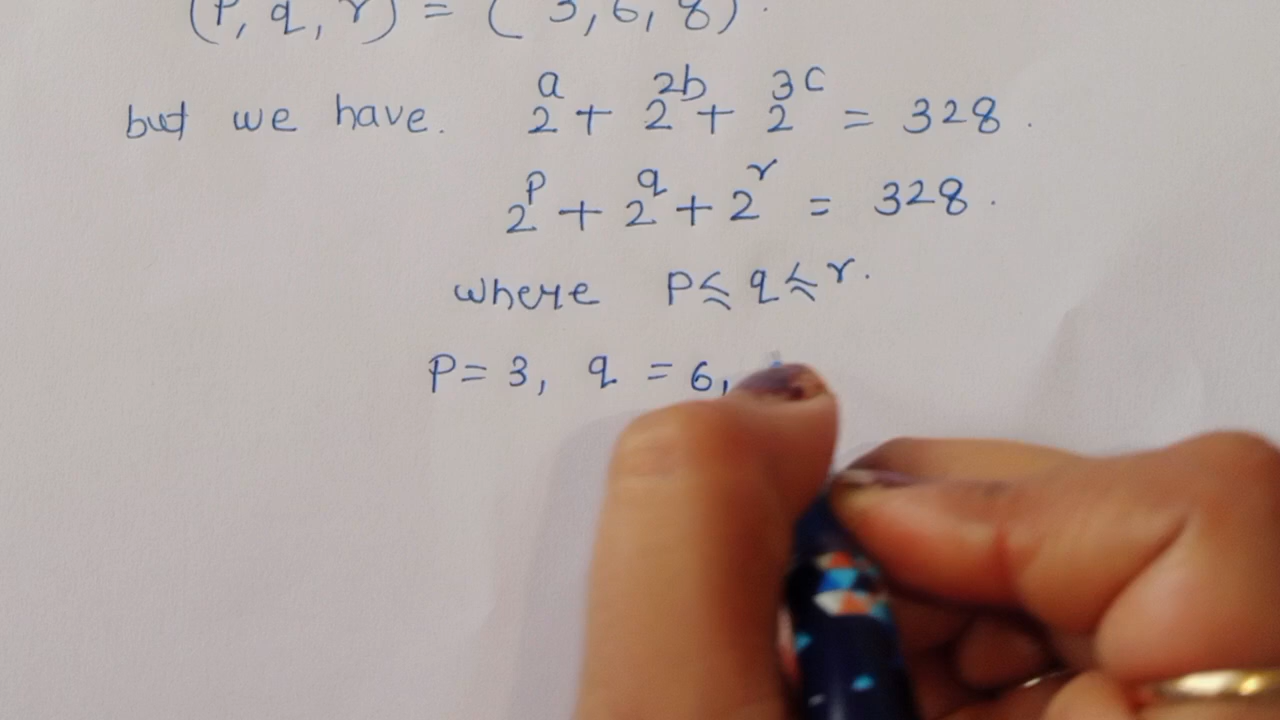 (P, q, r) = (3, 6, 8).
but we have. 2^a + 2^2b + 2^3c = 328.
2^p + 2^q + 2^r = 328.
where P ≤ q ≤ r.
P = 3, q = 6,